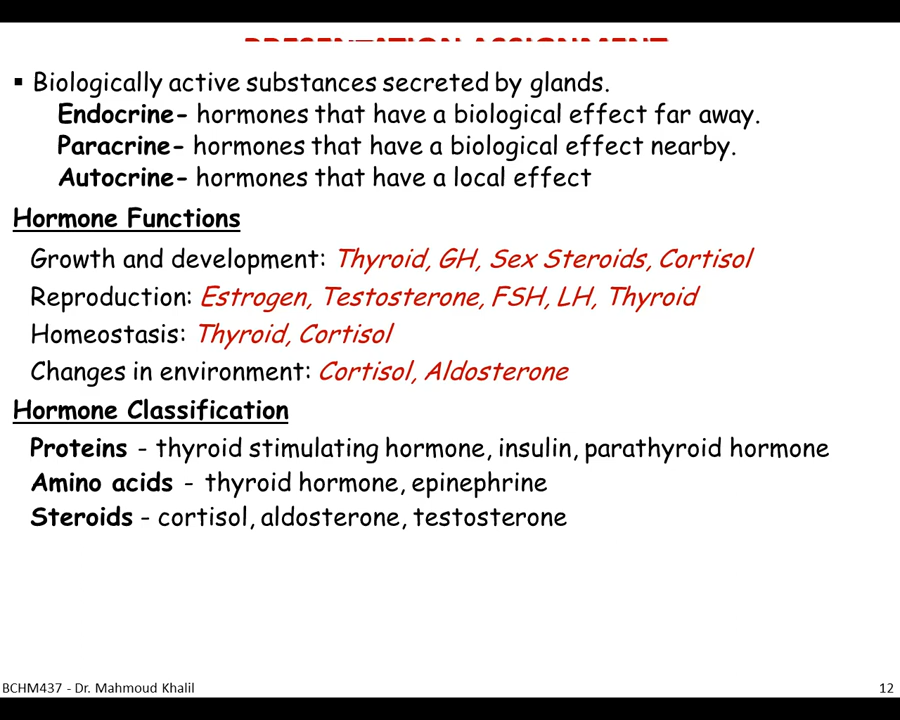 PRESENTATION ASSIGNMENT
▪ Biologically active substances secreted by glands.
Endocrine- hormones that have a biological effect far away.
Paracrine- hormones that have a biological effect nearby.
Autocrine- hormones that have a local effect
Hormone Functions
Growth and development: Thyroid, GH, Sex Steroids, Cortisol
Reproduction: Estrogen, Testosterone, FSH, LH, Thyroid
Homeostasis: Thyroid, Cortisol
Changes in environment: Cortisol, Aldosterone
Hormone Classification
Proteins - thyroid stimulating hormone, insulin, parathyroid hormone
Amino acids - thyroid hormone, epinephrine
Steroids - cortisol, aldosterone, testosterone
BCHM437 - Dr. Mahmoud Khalil
12